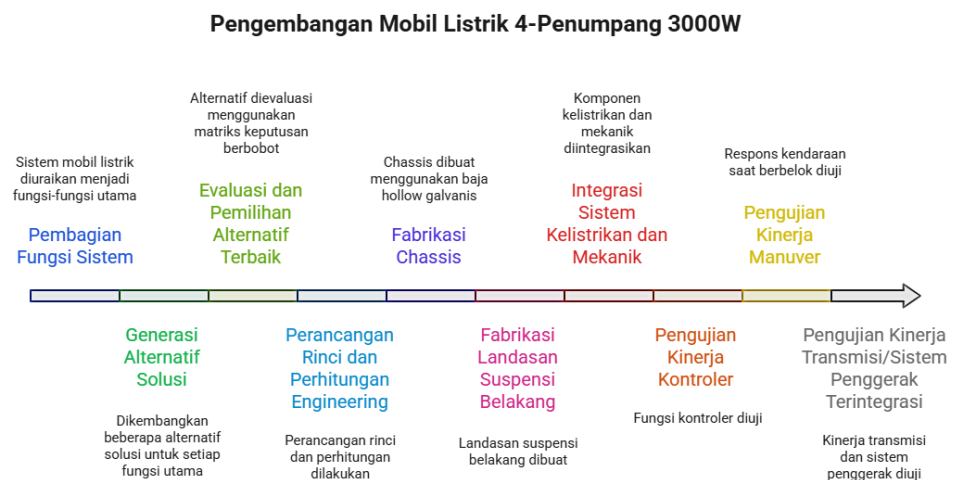 Pengembangan Mobil Listrik 4-Penumpang 3000W
Sistem mobil listrik
diuraikan menjadi
fungsi-fungsi utama
Pembagian
Fungsi Sistem
Generasi
Alternatif
Solusi
Dikembangkan
beberapa alternatif
solusi untuk setiap
fungsi utama
Alternatif dievaluasi
menggunakan
matriks keputusan
berbobot
Evaluasi dan
Pemilihan
Alternatif
Terbaik
Perancangan
Rinci dan
Perhitungan
Engineering
Perancangan rinci
dan perhitungan
dilakukan
Chassis dibuat
menggunakan baja
hollow galvanis
Fabrikasi
Chassis
Fabrikasi
Landasan
Suspensi
Belakang
Landasan suspensi
belakang dibuat
Komponen
kelistrikan dan
mekanik
diintegrasikan
Integrasi
Sistem
Kelistrikan dan
Mekanik
Pengujian
Kinerja
Kontroler
Fungsi kontroler diuji
Respons kendaraan
saat berbelok diuji
Pengujian
Kinerja
Manuver
Pengujian Kinerja
Transmisi/Sistem
Penggerak
Terintegrasi
Kinerja transmisi
dan sistem
penggerak diuji